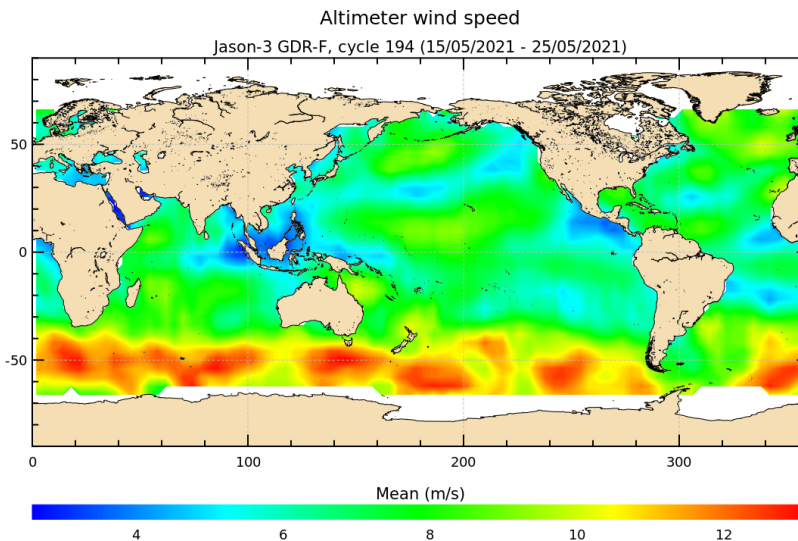 Altimeter wind speed
Jason-3 GDR-F, cycle 194 (15/05/2021 - 25/05/2021)
50
0
-50
0 100 200 300
Mean (m/s)
4 6 8 10 12